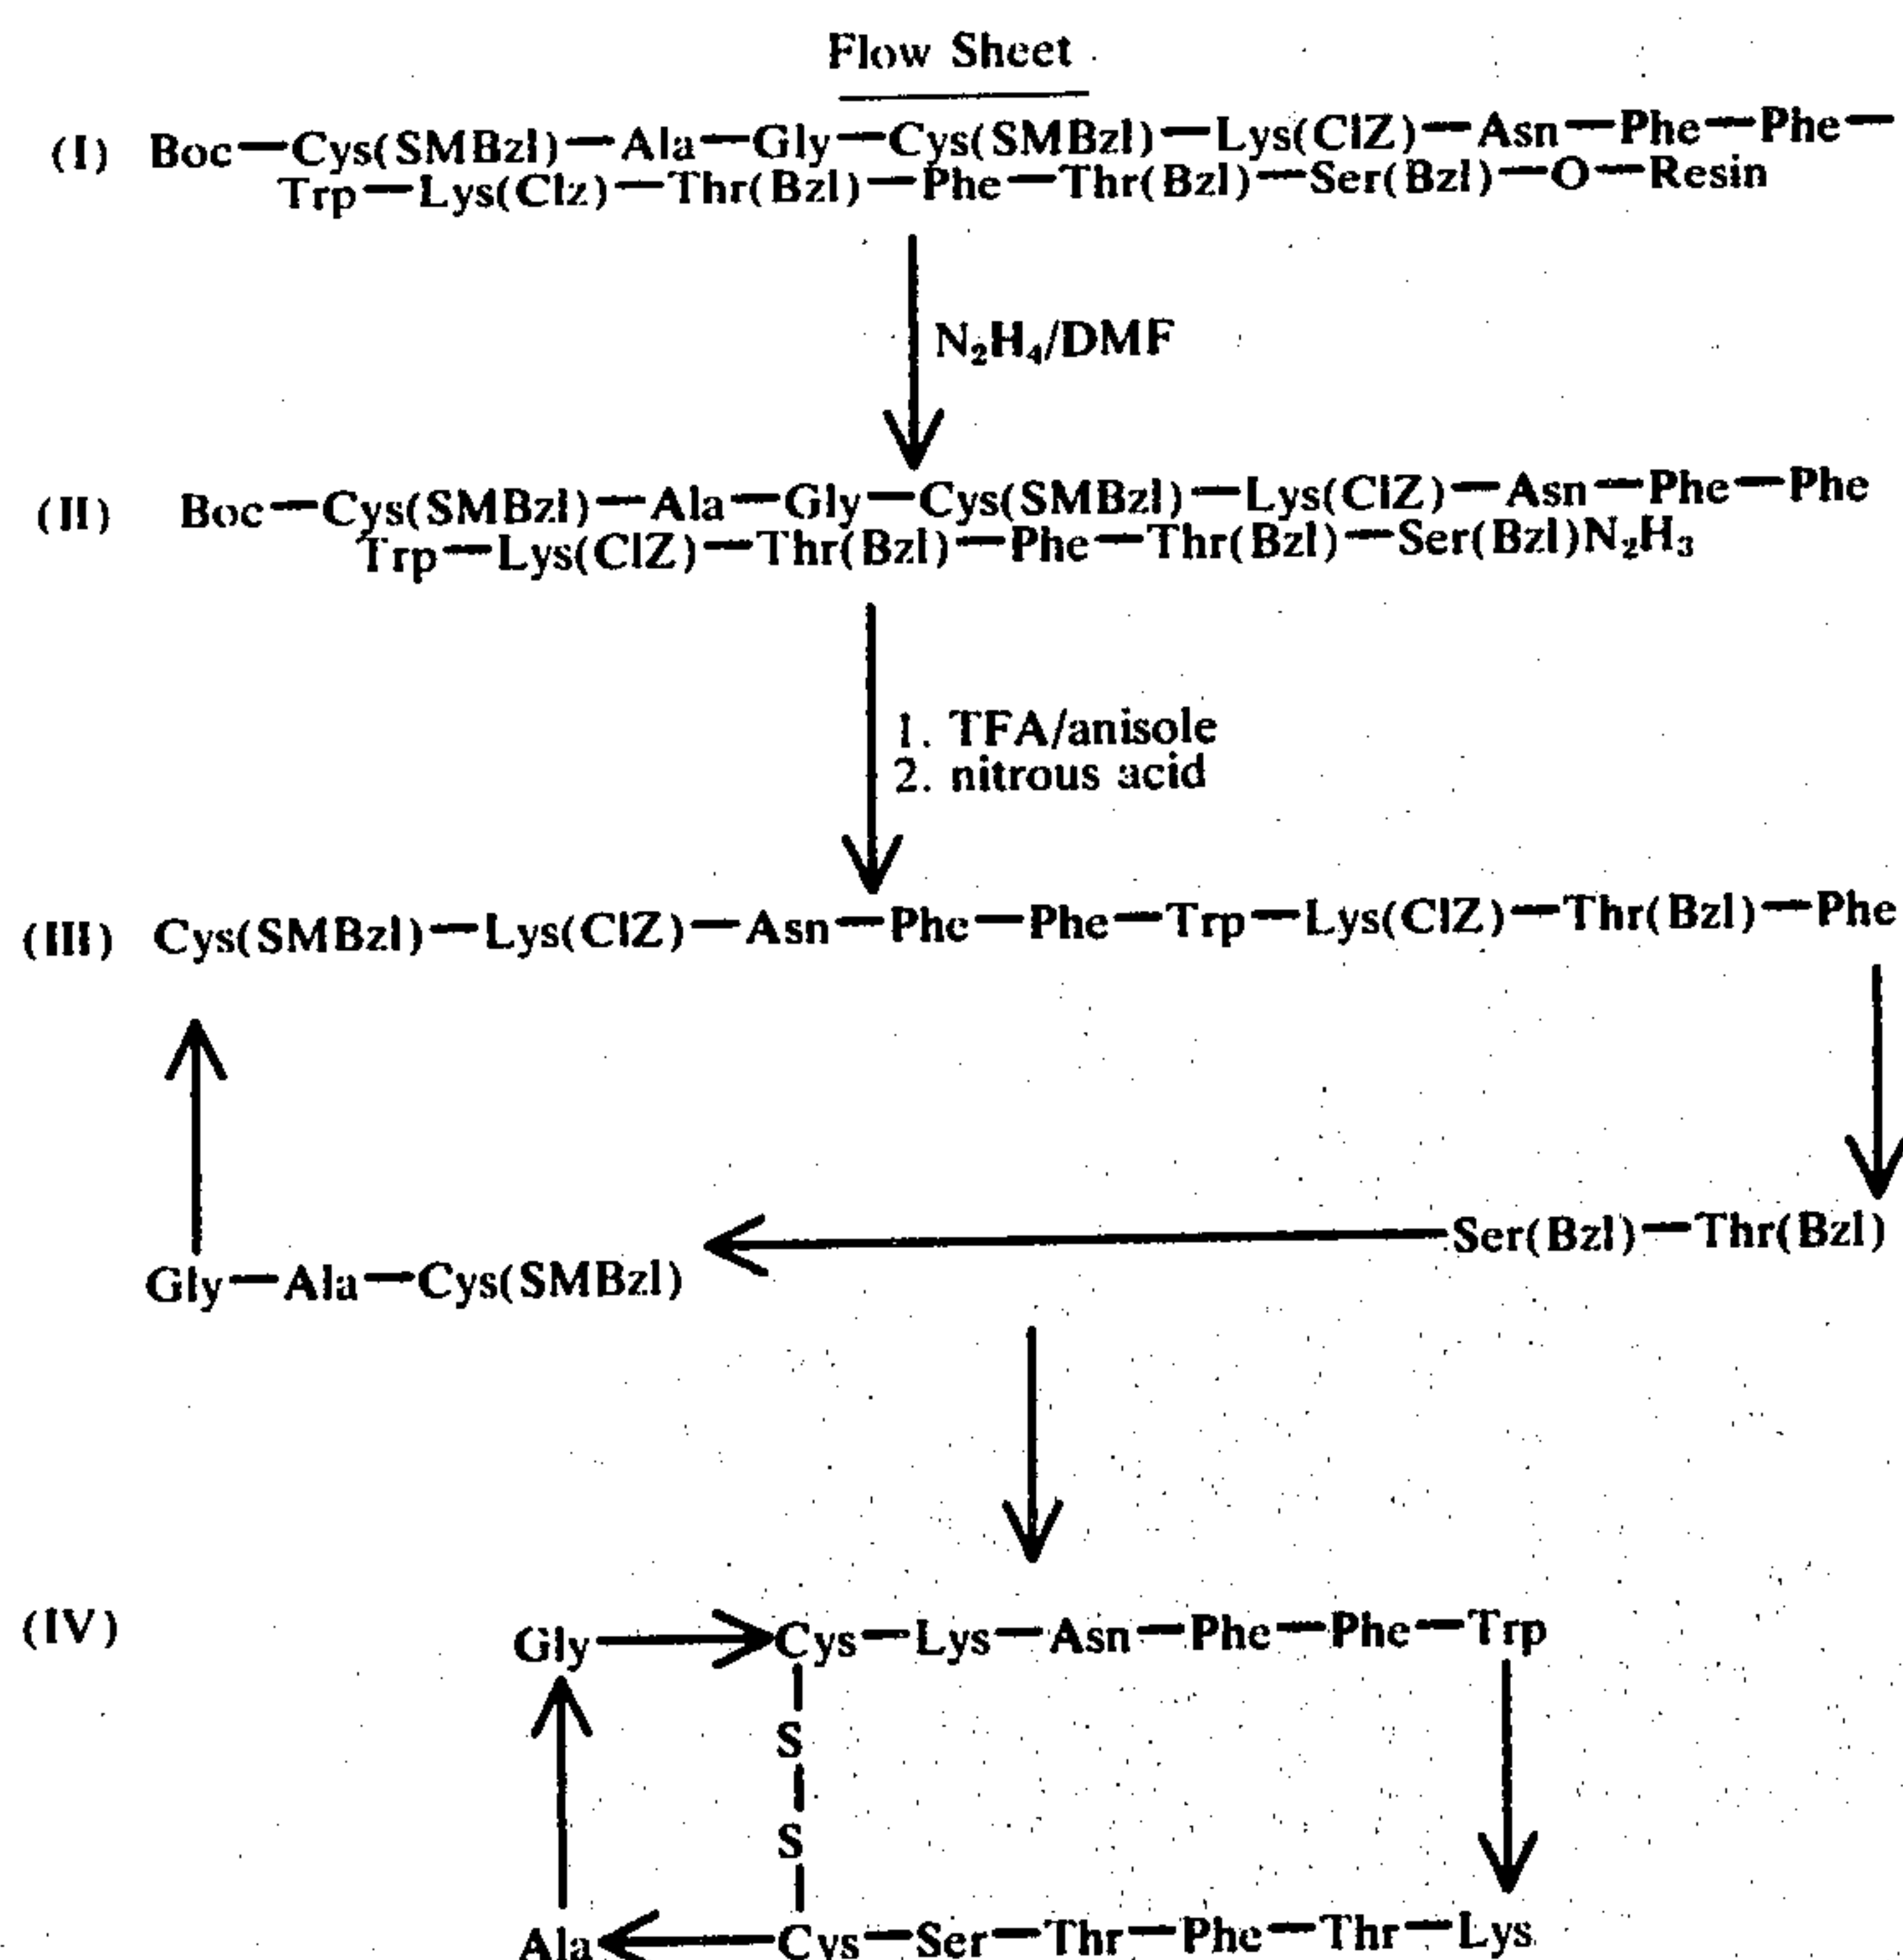 Flow Sheet
(I) Boc—Cys(SMBzl)—Ala—Gly—Cys(SMBzl)—Lys(ClZ)—Asn—Phe—Phe—
Trp—Lys(Clz)—Thr(Bzl)—Phe—Thr(Bzl)—Ser(Bzl)—O—Resin
N₂H₄/DMF
(II) Boc—Cys(SMBzl)—Ala—Gly—Cys(SMBzl)—Lys(ClZ)—Asn—Phe—Phe
Trp—Lys(ClZ)—Thr(Bzl)—Phe—Thr(Bzl)—Ser(Bzl)N₂H₃
1. TFA/anisole
2. nitrous acid
(III) Cys(SMBzl)—Lys(ClZ)—Asn—Phe—Phe—Trp—Lys(ClZ)—Thr(Bzl)—Phe
Ser(Bzl)—Thr(Bzl)
Gly—Ala—Cys(SMBzl)
(IV) Gly Cys—Lys—Asn—Phe—Phe—Trp
S
S
Ala Cys—Ser—Thr—Phe—Thr—Lys